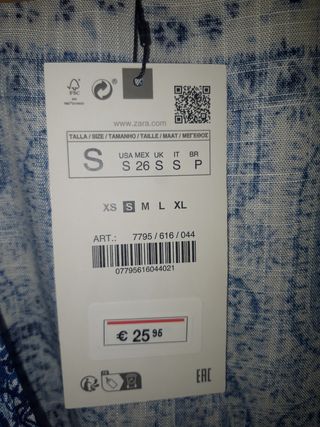 FSC
www.zara.com
TALLA / SIZE / TAMANHO / TAILLE / MAAT / ΜΕΓΕΘΟΣ
S
USA MEX UK IT BR
S 26 S S P
XS S M L XL
ART.: 7795 / 616 / 044
07795616044021
€ 25 95
EAC